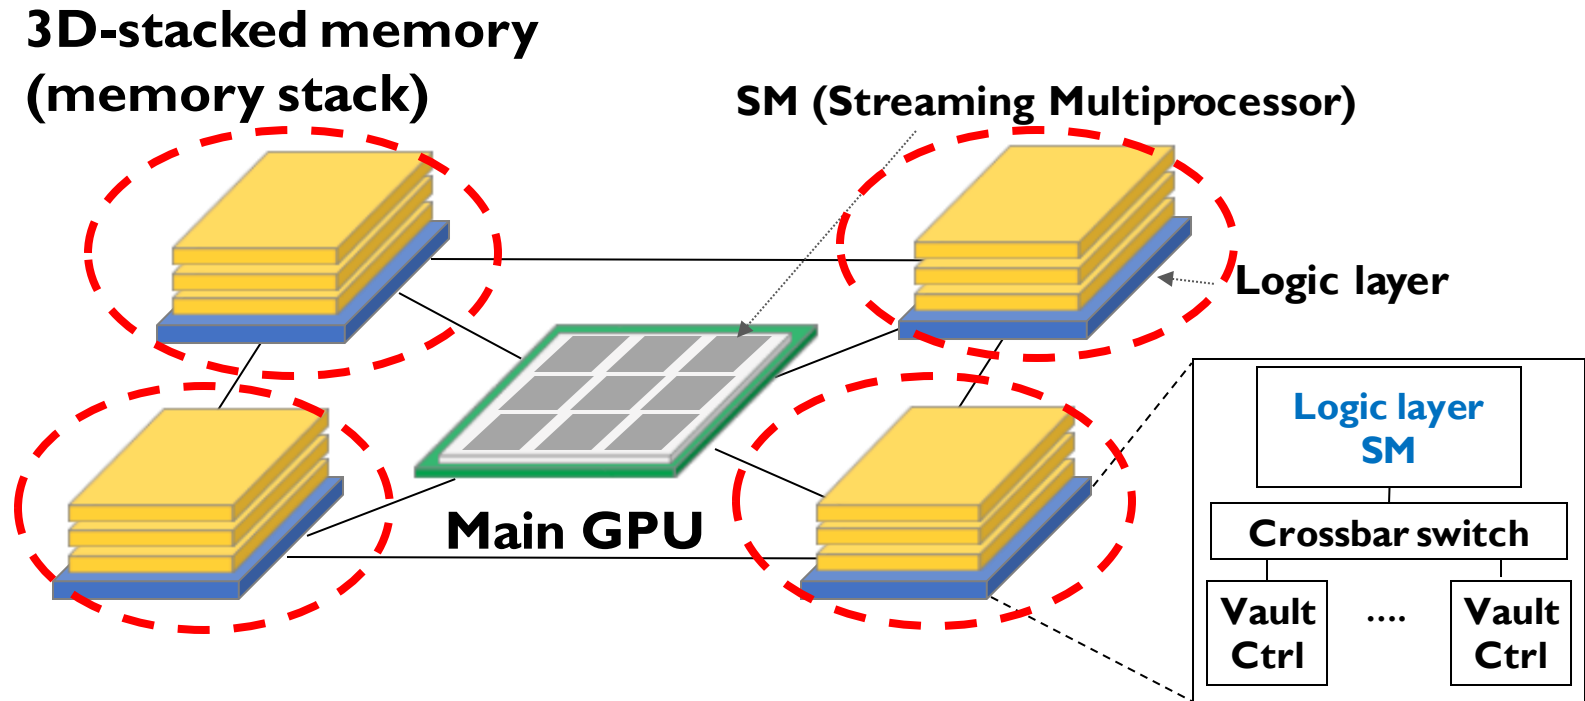 3D-stacked memory
(memory stack)
SM (Streaming Multiprocessor)
Logic layer
Main GPU
Logic layer
SM
Crossbar switch
Vault
Ctrl
....
Vault
Ctrl